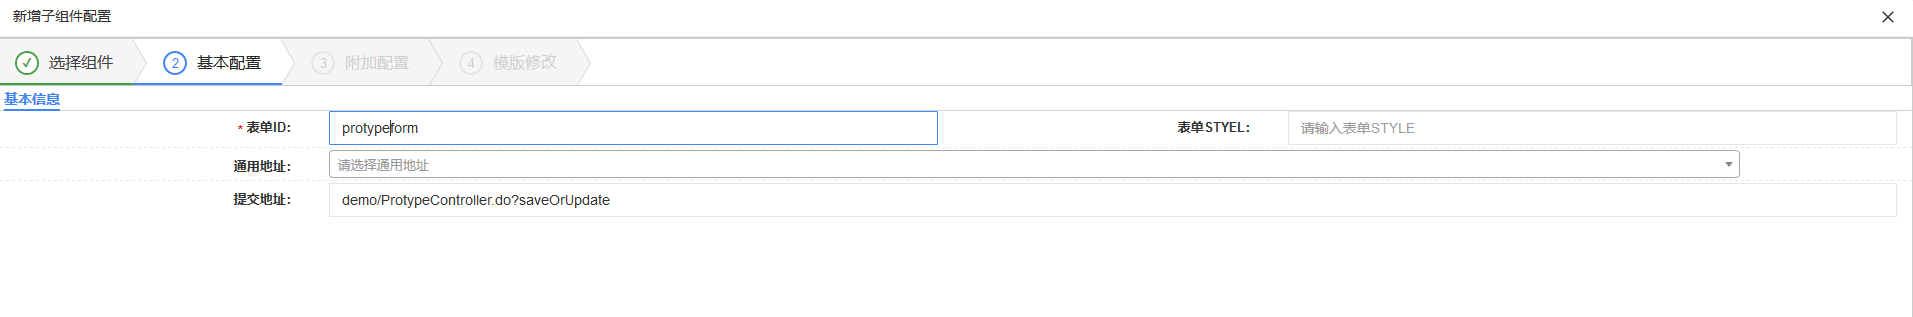 新增子组件配置
选择组件 2 基本配置 3 附加配置 4 模版修改
基本信息
* 表单ID: protypeform 表单STYEL: 请输入表单STYLE
通用地址: 请选择通用地址
提交地址: demo/ProtypeController.do?saveOrUpdate